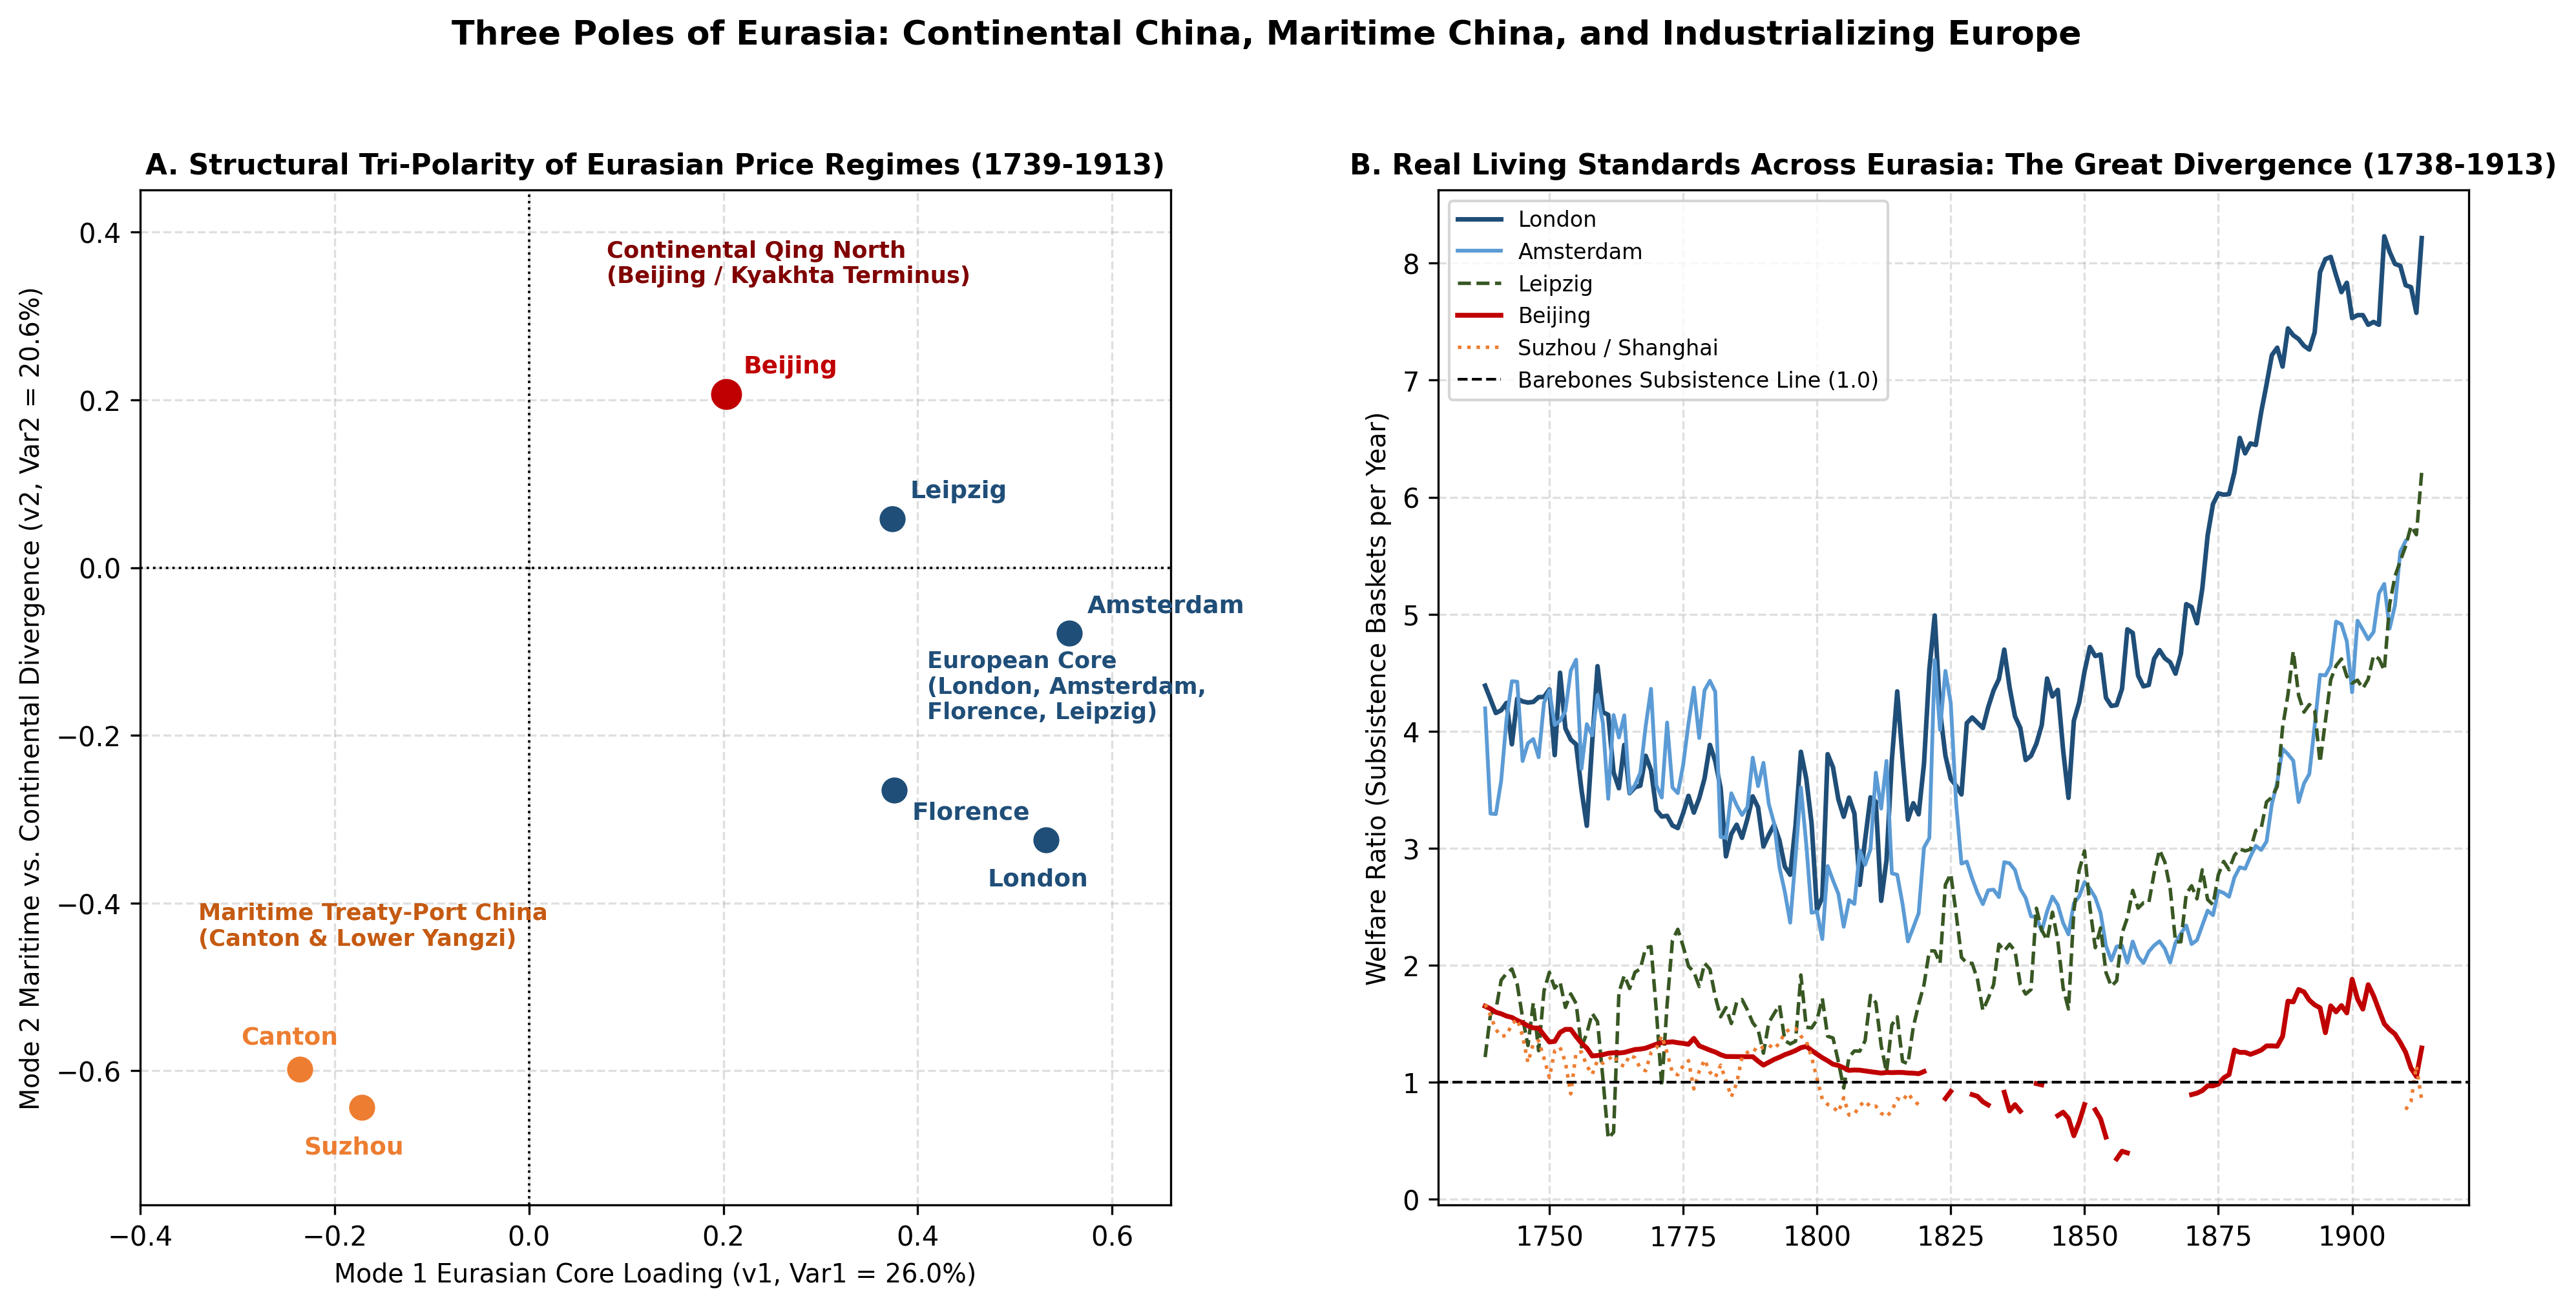 Three Poles of Eurasia: Continental China, Maritime China, and Industrializing Europe
A. Structural Tri-Polarity of Eurasian Price Regimes (1739-1913)
Mode 2 Maritime vs. Continental Divergence (v2, Var2 = 20.6%)
0.4
0.2
0.0
−0.2
−0.4
−0.6
Continental Qing North
(Beijing / Kyakhta Terminus)
Beijing
Leipzig
Amsterdam
European Core
(London, Amsterdam,
Florence, Leipzig)
Florence
London
Maritime Treaty-Port China
(Canton & Lower Yangzi)
Canton
Suzhou
−0.4
−0.2
0.0
0.2
0.4
0.6
Mode 1 Eurasian Core Loading (v1, Var1 = 26.0%)
B. Real Living Standards Across Eurasia: The Great Divergence (1738-1913)
Welfare Ratio (Subsistence Baskets per Year)
8
7
6
5
4
3
2
1
0
London
Amsterdam
Leipzig
Beijing
Suzhou / Shanghai
Barebones Subsistence Line (1.0)
1750
1775
1800
1825
1850
1875
1900